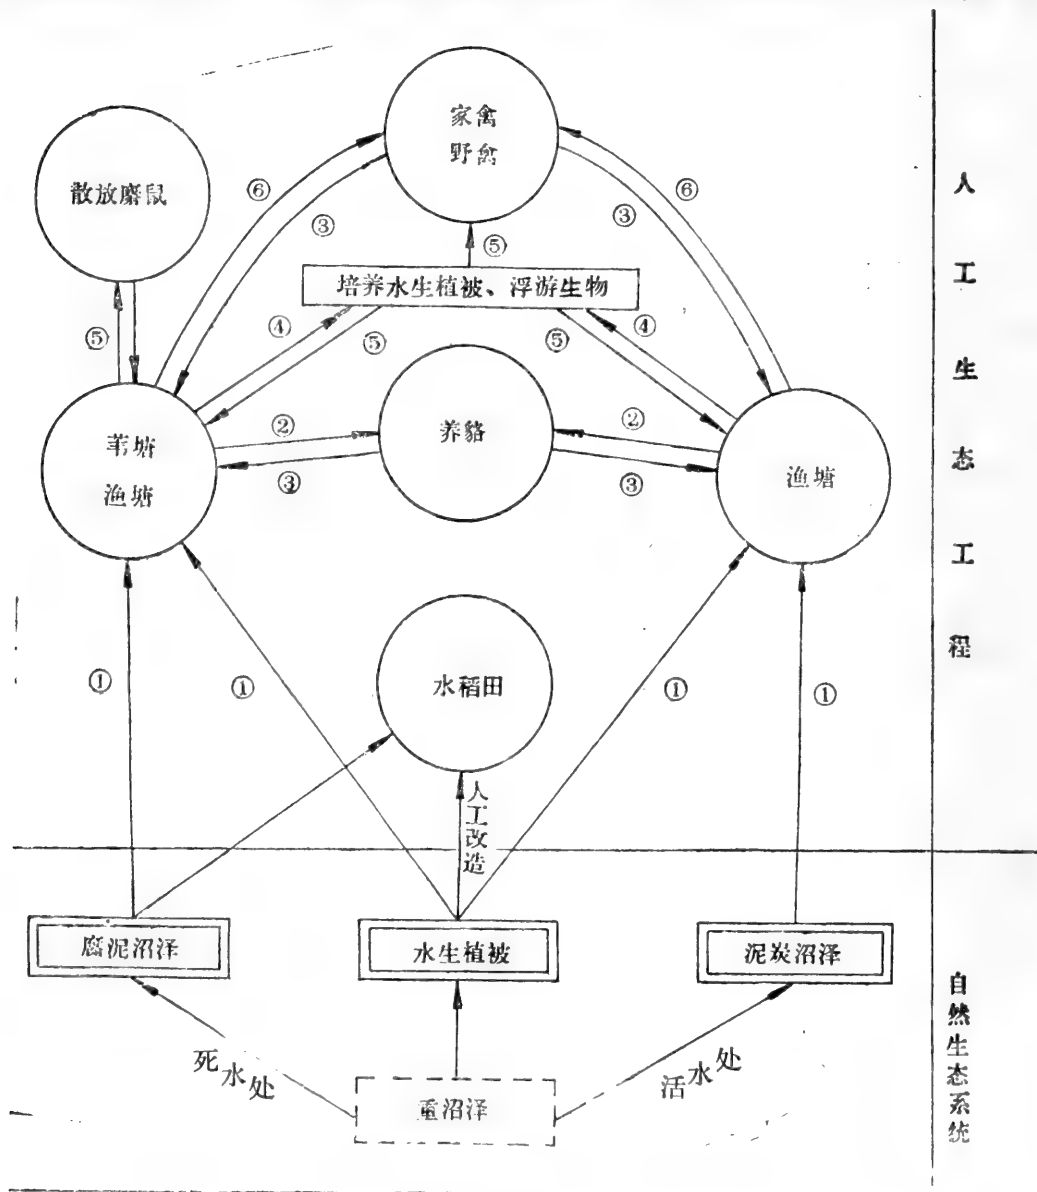 家禽
野禽
散放麝鼠
⑥
③
⑥
③
⑤
培养水生植被、浮游生物
④
⑤
⑤
④
⑤
苇塘
渔塘
②
③
养貉
②
③
渔塘
①
①
水稻田
①
①
人工改造
腐泥沼泽
水生植被
泥炭沼泽
死水处
活水处
重沼泽
人工生态工程
自然生态系统